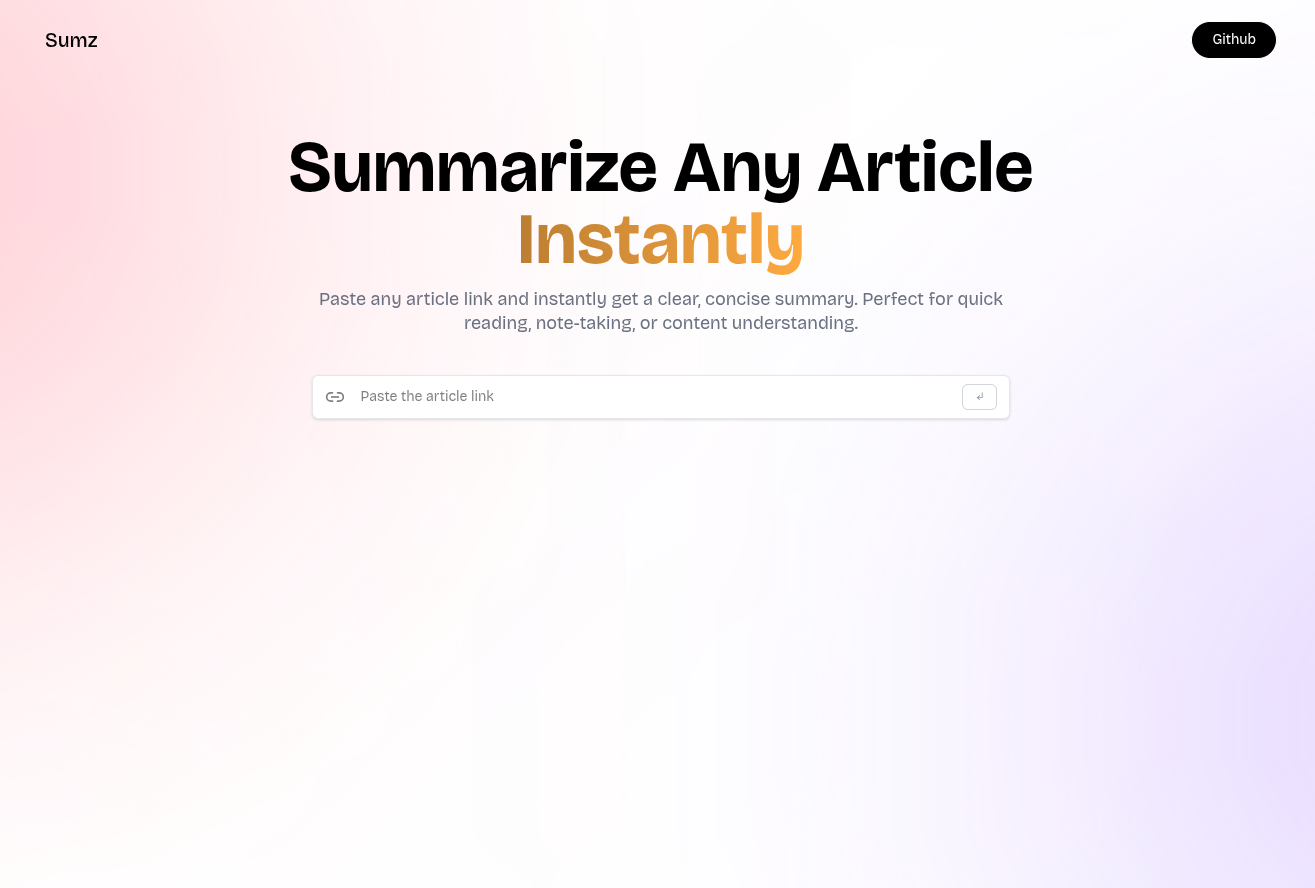 Sumz
Github
Summarize Any Article
Instantly
Paste any article link and instantly get a clear, concise summary. Perfect for quick
reading, note-taking, or content understanding.
Paste the article link
↵